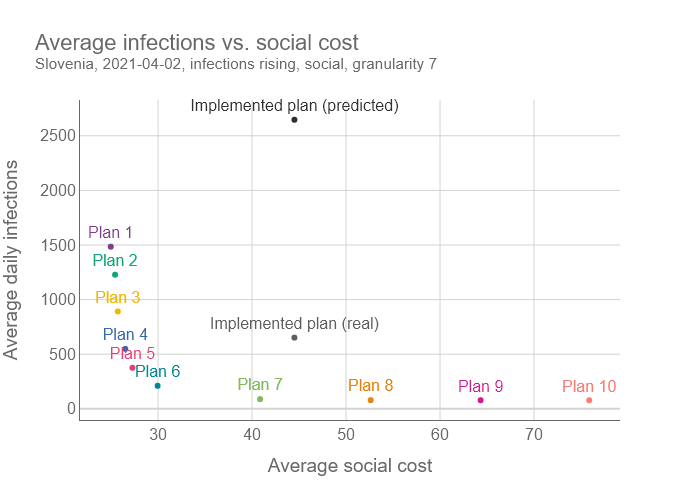 Average infections vs. social cost
Slovenia, 2021-04-02, infections rising, social, granularity 7
Average daily infections
2500
2000
1500
1000
500
0
Implemented plan (predicted)
Plan 1
Plan 2
Plan 3
Implemented plan (real)
Plan 4
Plan 5
Plan 6
Plan 7
Plan 8
Plan 9
Plan 10
30
40
50
60
70
Average social cost